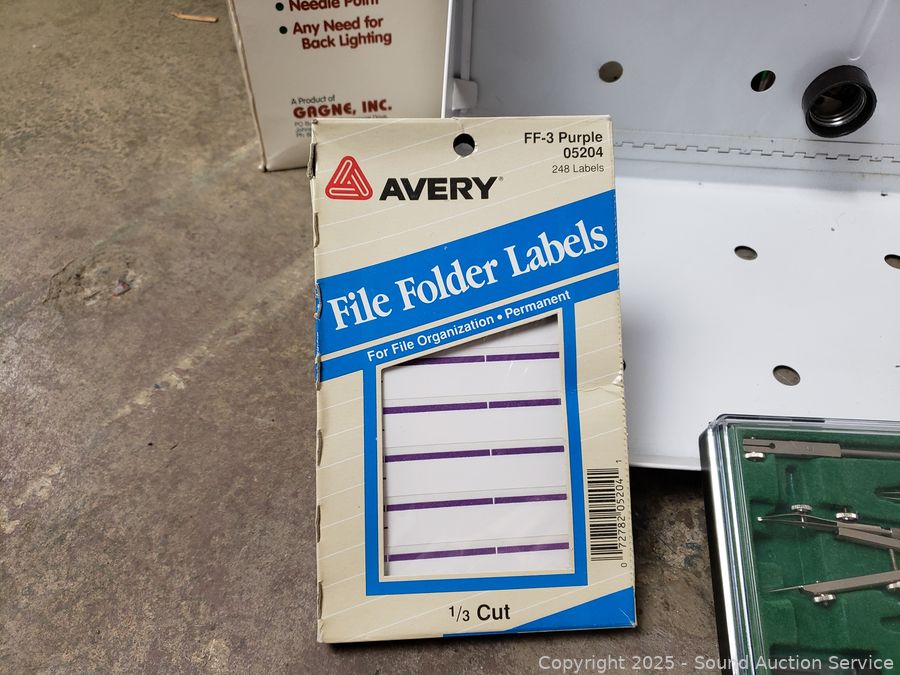 Needle Point
Any Need for
Back Lighting
A Product of
GAGNE, INC.
FF-3 Purple
05204
248 Labels
AVERY
File Folder Labels
For File Organization • Permanent
0 72782 05204 1
1/3 Cut
Copyright 2025 - Sound Auction Service